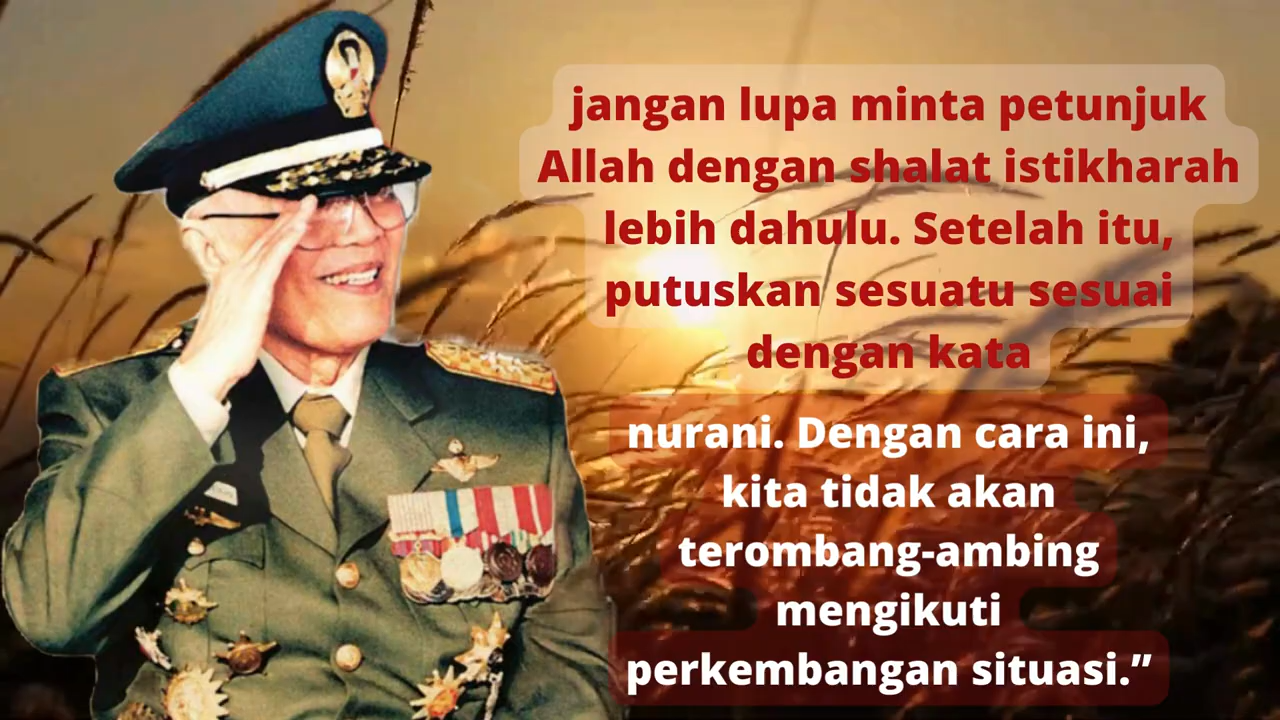 jangan lupa minta petunjuk
Allah dengan shalat istikharah
lebih dahulu. Setelah itu,
putuskan sesuatu sesuai
dengan kata
nurani. Dengan cara ini,
kita tidak akan
terombang-ambing
mengikuti
perkembangan situasi.”